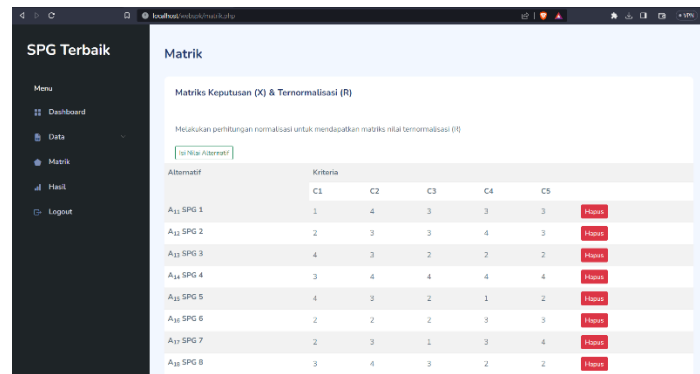 localhost/webspk/matrik.php
VPN
SPG Terbaik
Menu
Dashboard
Data
Matrik
Hasil
Logout
Matrik
Matriks Keputusan (X) & Ternormalisasi (R)
Melakukan perhitungan normalisasi untuk mendapatkan matriks nilai ternormalisasi (R)
Isi Nilai Alternatif
Alternatif Kriteria
C1 C2 C3 C4 C5
A₁₁ SPG 1 1 4 3 3 3 Hapus
A₁₂ SPG 2 2 3 3 4 3 Hapus
A₁₃ SPG 3 4 3 2 2 2 Hapus
A₁₄ SPG 4 3 4 4 4 4 Hapus
A₁₅ SPG 5 4 3 2 1 2 Hapus
A₁₆ SPG 6 2 2 2 3 3 Hapus
A₁₇ SPG 7 2 3 1 3 4 Hapus
A₁₈ SPG 8 3 4 3 2 2 Hapus